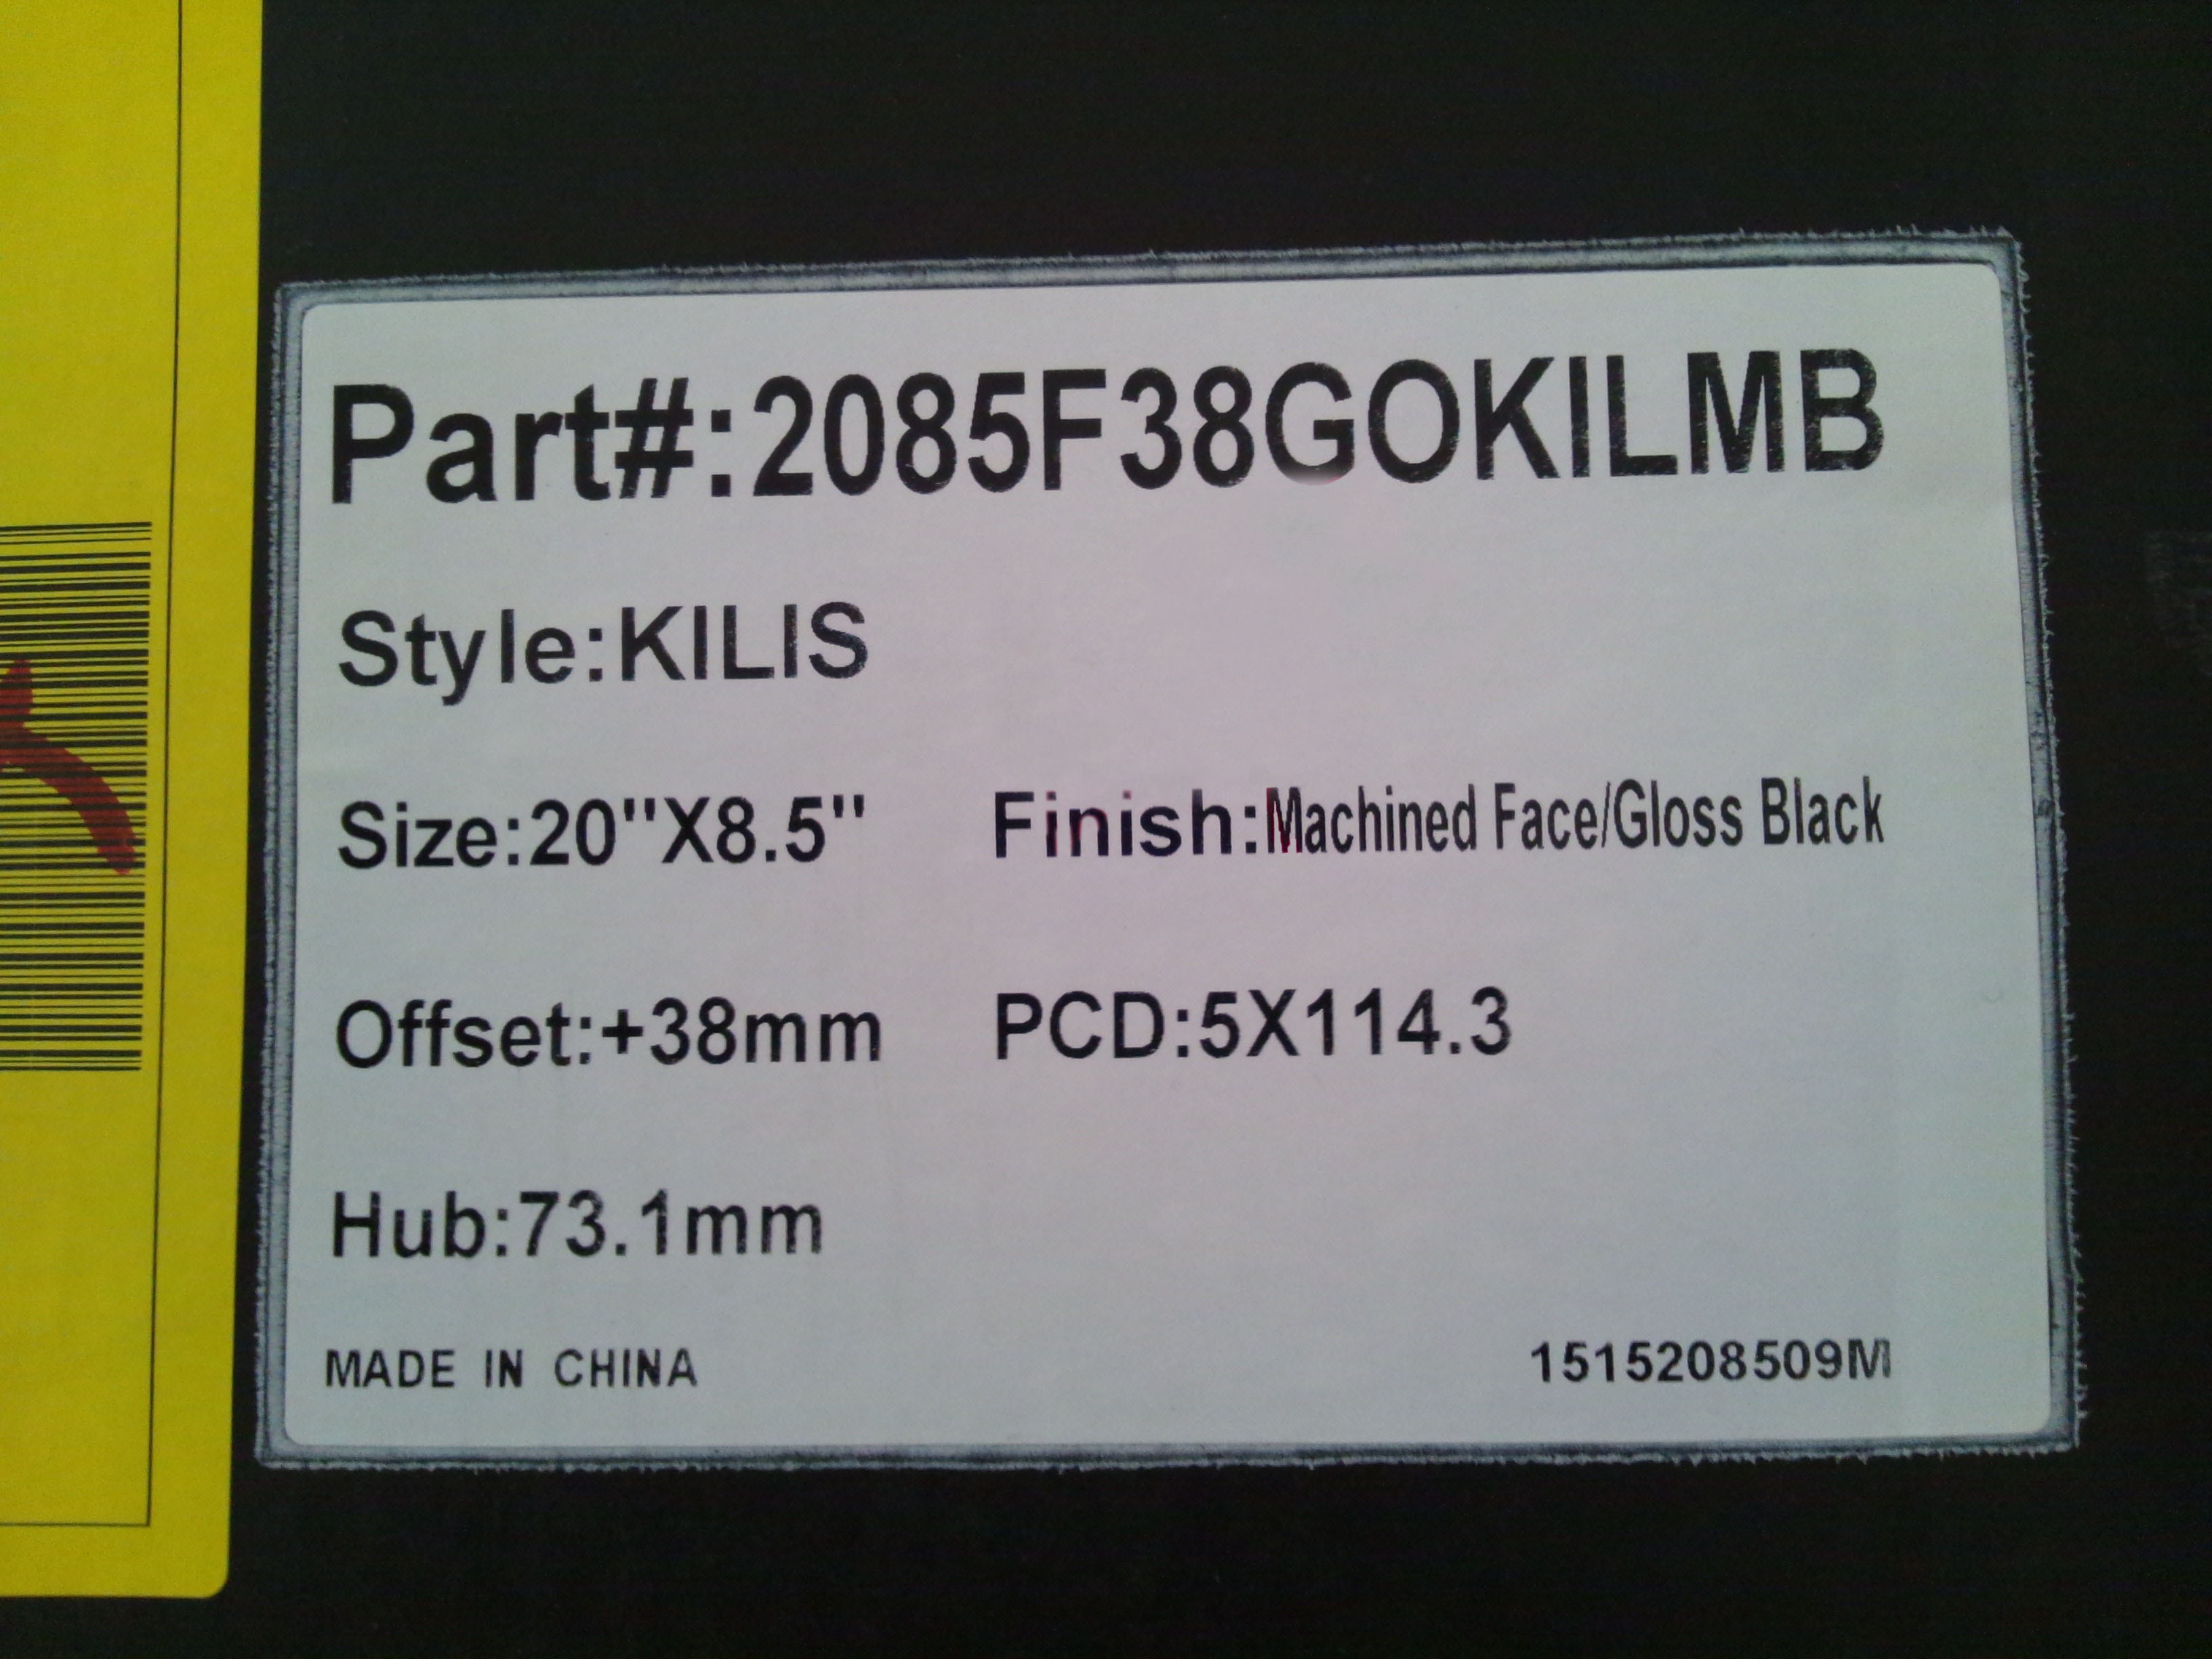 Part#:2085F38GOKILMB
Style:KILIS
Size:20"X8.5" Finish:Machined Face/Gloss Black
Offset:+38mm PCD:5X114.3
Hub:73.1mm
MADE IN CHINA 1515208509M